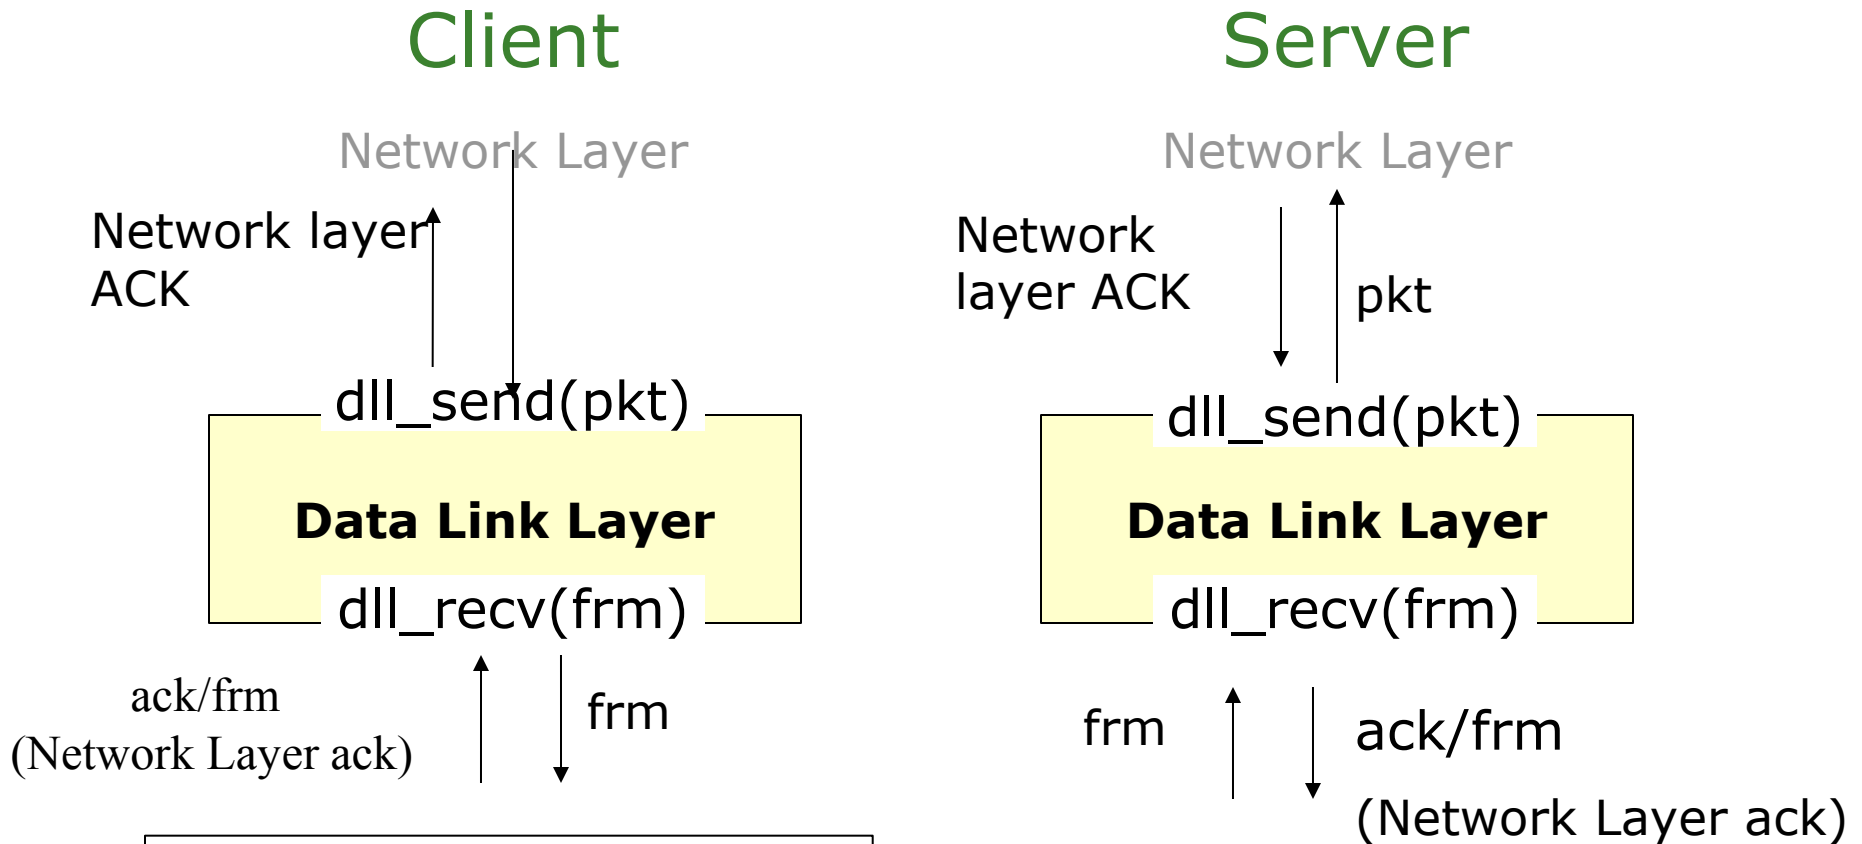 Client
Server
Network Layer
Network Layer
Network layer
ACK
Network
layer ACK
pkt
dll_send(pkt)
dll_send(pkt)
Data Link Layer
Data Link Layer
dll_recv(frm)
dll_recv(frm)
ack/frm
(Network Layer ack)
frm
frm
ack/frm
(Network Layer ack)